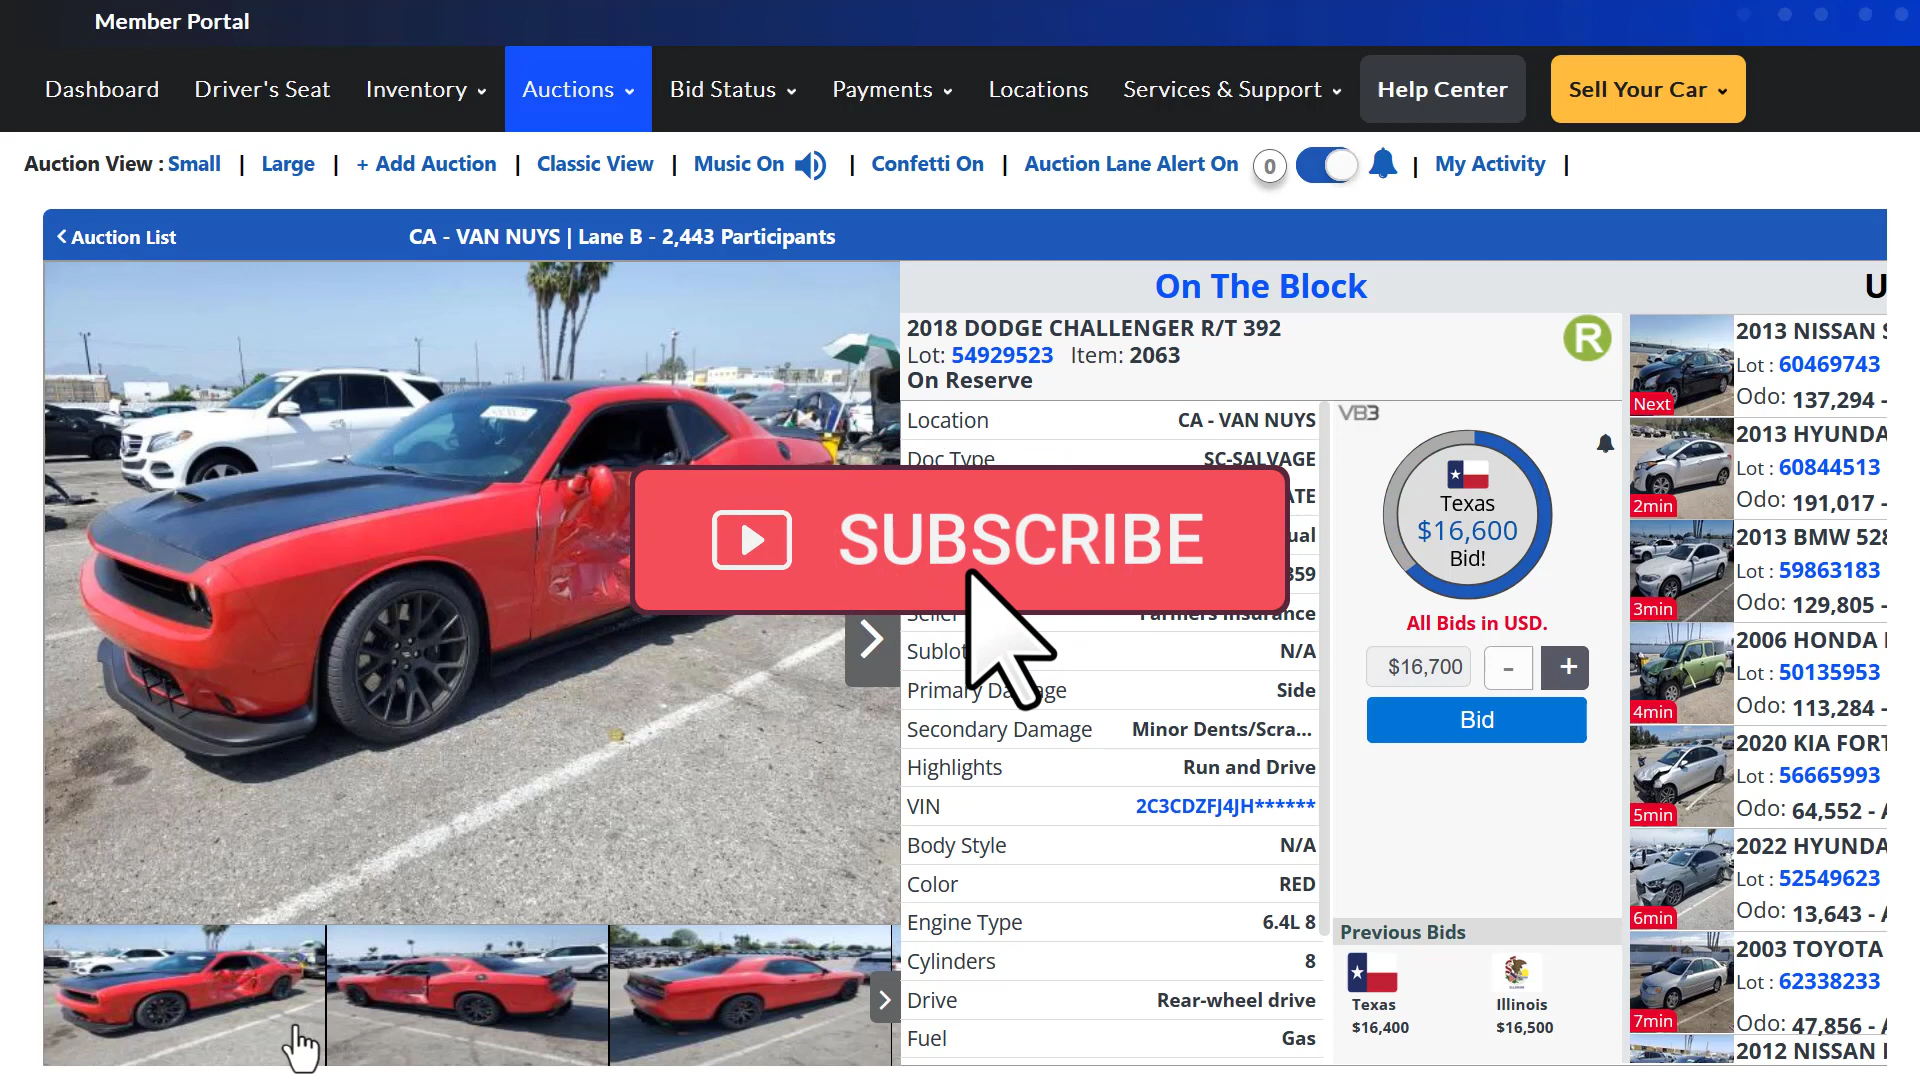 Member Portal
Dashboard Driver's Seat Inventory Auctions Bid Status Payments Locations Services & Support Help Center Sell Your Car
Auction View : Small | Large | + Add Auction | Classic View | Music On | Confetti On | Auction Lane Alert On 0 | My Activity |
Auction List
CA - VAN NUYS | Lane B - 2,443 Participants
On The Block
2018 DODGE CHALLENGER R/T 392
Lot: 54929523 Item: 2063
On Reserve
R
Location CA - VAN NUYS
Doc Type SC-SALVAGE
SUBSCRIBE
Farmers Insurance
N/A
Primary Damage Side
Secondary Damage Minor Dents/Scra...
Highlights Run and Drive
VIN 2C3CDZFJ4JH******
Body Style N/A
Color RED
Engine Type 6.4L 8
Cylinders 8
Drive Rear-wheel drive
Fuel Gas
VB3
Texas
$16,600
Bid!
All Bids in USD.
$16,700 - +
Bid
Previous Bids
Texas
$16,400
Illinois
$16,500
U
2013 NISSAN S
Lot : 60469743
Odo: 137,294 -
Next
2013 HYUNDA
Lot : 60844513
Odo: 191,017 -
2min
2013 BMW 528
Lot : 59863183
Odo: 129,805 -
3min
2006 HONDA
Lot : 50135953
Odo: 113,284 -
4min
2020 KIA FORT
Lot : 56665993
Odo: 64,552 - A
5min
2022 HYUNDA
Lot : 52549623
Odo: 13,643 - A
6min
2003 TOYOTA
Lot : 62338233
Odo: 47,856 - A
7min
2012 NISSAN